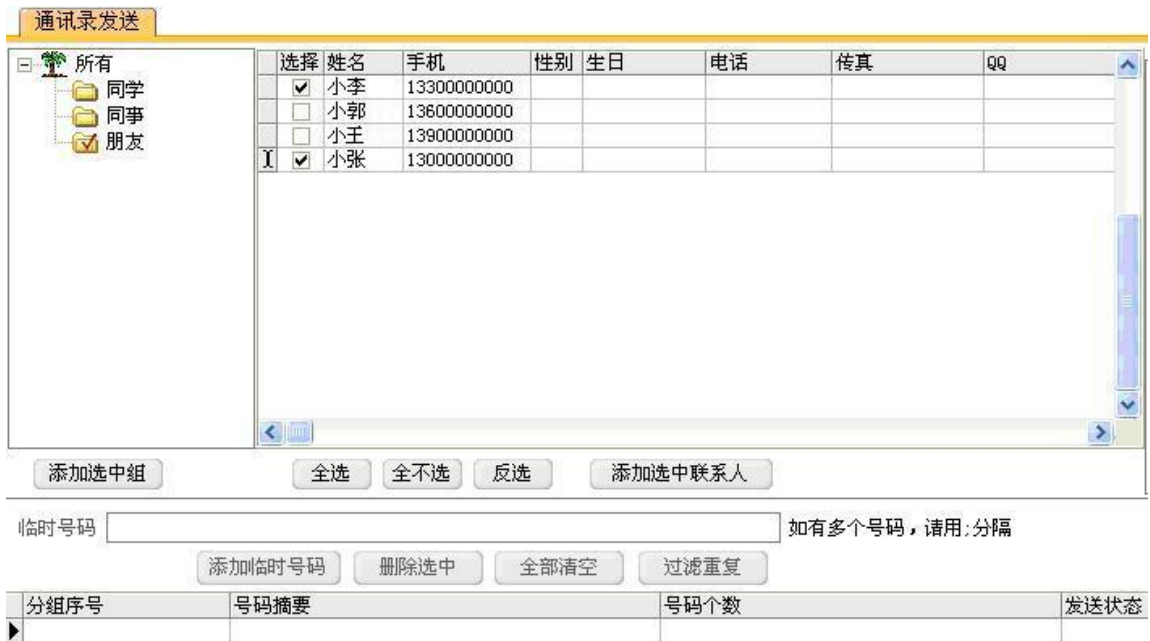 通讯录发送
所有
同学
同事
朋友
选择 姓名 手机 性别 生日 电话 传真 QQ
小李 13300000000
小郭 13600000000
小王 13900000000
小张 13000000000
添加选中组 全选 全不选 反选 添加选中联系人
临时号码 如有多个号码，请用;分隔
添加临时号码 删除选中 全部清空 过滤重复
分组序号 号码摘要 号码个数 发送状态